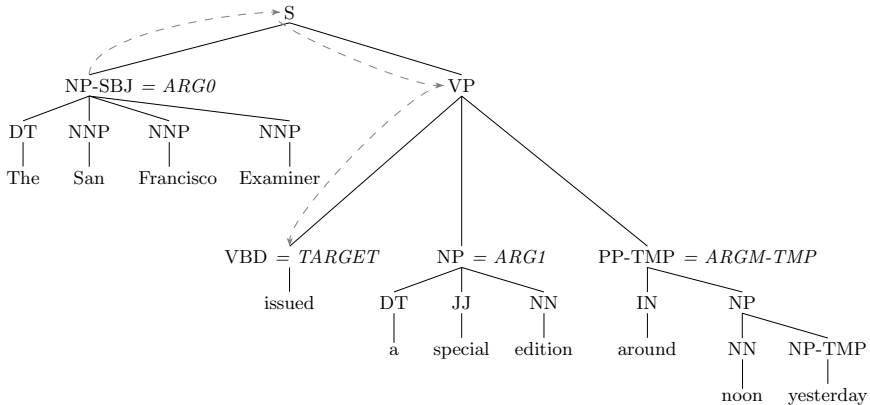 S
NP-SBJ = ARG0 VP
DT NNP NNP NNP
The San Francisco Examiner
VBD = TARGET NP = ARG1 PP-TMP = ARGM-TMP
issued DT JJ NN IN NP
a special edition around NN NP-TMP
noon yesterday